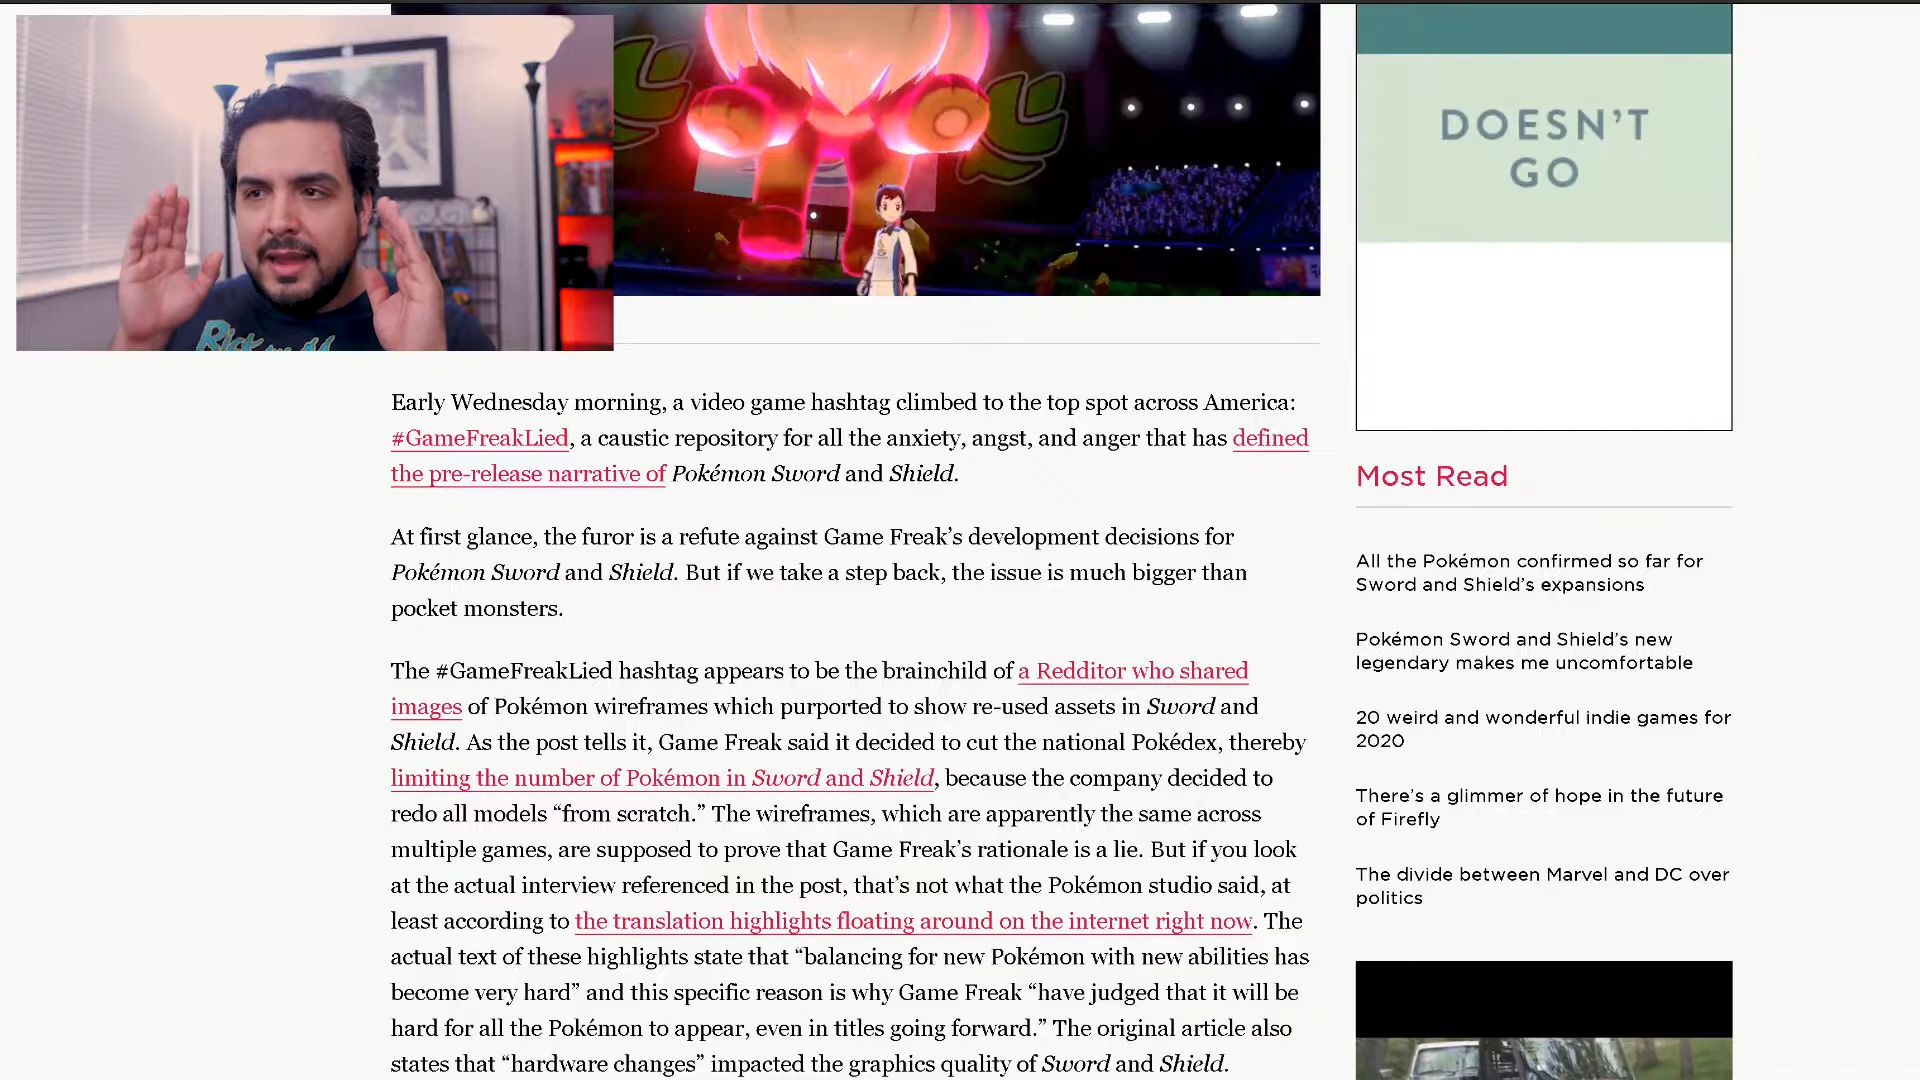 Rick
DOESN'T
GO
Early Wednesday morning, a video game hashtag climbed to the top spot across America:
#GameFreakLied, a caustic repository for all the anxiety, angst, and anger that has defined
the pre-release narrative of Pokémon Sword and Shield.
At first glance, the furor is a refute against Game Freak’s development decisions for
Pokémon Sword and Shield. But if we take a step back, the issue is much bigger than
pocket monsters.
The #GameFreakLied hashtag appears to be the brainchild of a Redditor who shared
images of Pokémon wireframes which purported to show re-used assets in Sword and
Shield. As the post tells it, Game Freak said it decided to cut the national Pokédex, thereby
limiting the number of Pokémon in Sword and Shield, because the company decided to
redo all models “from scratch.” The wireframes, which are apparently the same across
multiple games, are supposed to prove that Game Freak’s rationale is a lie. But if you look
at the actual interview referenced in the post, that’s not what the Pokémon studio said, at
least according to the translation highlights floating around on the internet right now. The
actual text of these highlights state that “balancing for new Pokémon with new abilities has
become very hard” and this specific reason is why Game Freak “have judged that it will be
hard for all the Pokémon to appear, even in titles going forward.” The original article also
states that “hardware changes” impacted the graphics quality of Sword and Shield.
Most Read
All the Pokémon confirmed so far for
Sword and Shield’s expansions
Pokémon Sword and Shield’s new
legendary makes me uncomfortable
20 weird and wonderful indie games for
2020
There’s a glimmer of hope in the future
of Firefly
The divide between Marvel and DC over
politics